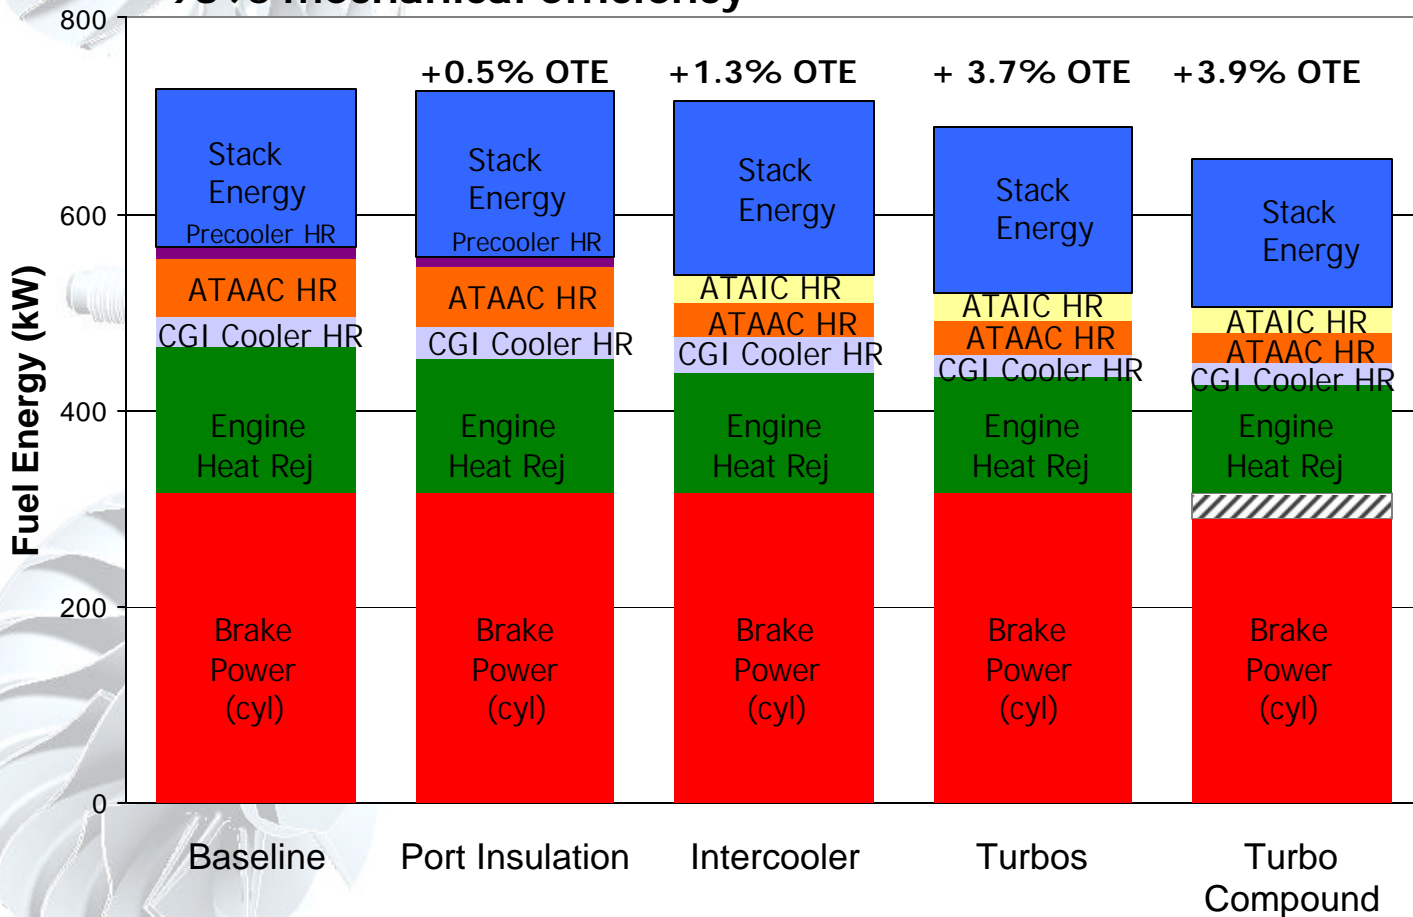 mechanical efficiency
800
+0.5% OTE
+1.3% OTE
+ 3.7% OTE
+3.9% OTE
Stack
Energy
Precooler HR
ATAAC HR
CGI Cooler HR
Engine
Heat Rej
Brake
Power
(cyl)
Stack
Energy
Precooler HR
ATAAC HR
CGI Cooler HR
Engine
Heat Rej
Brake
Power
(cyl)
Stack
Energy
ATAIC HR
ATAAC HR
CGI Cooler HR
Engine
Heat Rej
Brake
Power
(cyl)
Stack
Energy
ATAIC HR
ATAAC HR
CGI Cooler HR
Engine
Heat Rej
Brake
Power
(cyl)
Stack
Energy
ATAIC HR
ATAAC HR
CGI Cooler HR
Engine
Heat Rej
Brake
Power
(cyl)
600
400
200
0
Fuel Energy (kW)
Baseline
Port Insulation
Intercooler
Turbos
Turbo
Compound